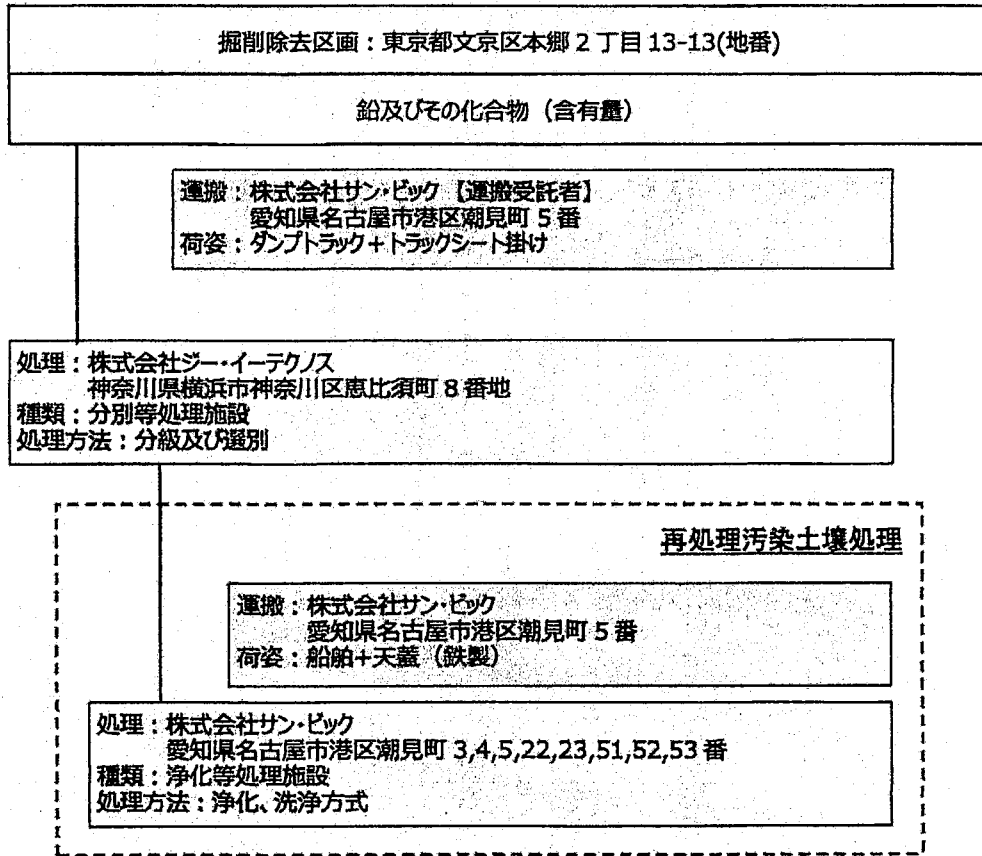 掘削除去区画：東京都文京区本郷 2 丁目 13-13(地番)
鉛及びその化合物（含有量）
運搬：株式会社サン・ビック【運搬受託者】
愛知県名古屋市港区潮見町 5 番
荷姿：ダンプトラック＋トラックシート掛け
処理：株式会社ジー・イーテクノス
神奈川県横浜市神奈川区恵比須町 8 番地
種類：分別等処理施設
処理方法：分級及び選別
再処理汚染土壌処理
運搬：株式会社サン・ビック
愛知県名古屋市港区潮見町 5 番
荷姿：船舶+天蓋（鉄製）
処理：株式会社サン・ビック
愛知県名古屋市港区潮見町 3,4,5,22,23,51,52,53 番
種類：浄化等処理施設
処理方法：浄化、洗浄方式